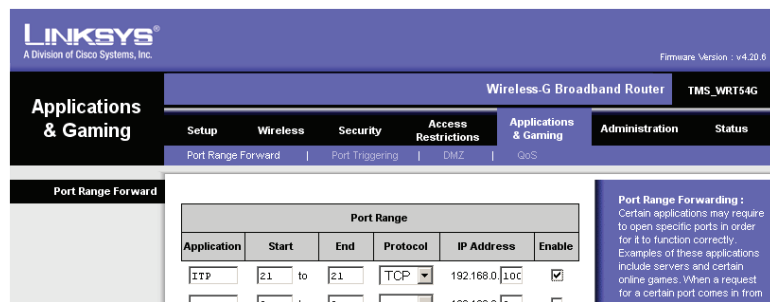 LINKSYS®
A Division of Cisco Systems, Inc.
Firmware Version : v4.20.6
Wireless-G Broadband Router TMS_WRT54G
Applications & Gaming
Setup Wireless Security Access Restrictions Applications & Gaming Administration Status
Port Range Forward | Port Triggering | DMZ | QoS
Port Range Forward
Port Range
Application Start End Protocol IP Address Enable
ITP 21 to 21 TCP 192.168.0.100
Port Range Forwarding :
Certain applications may require
to open specific ports in order
for it to function correctly.
Examples of these applications
include servers and certain
online games. When a request
for a certain port comes in from